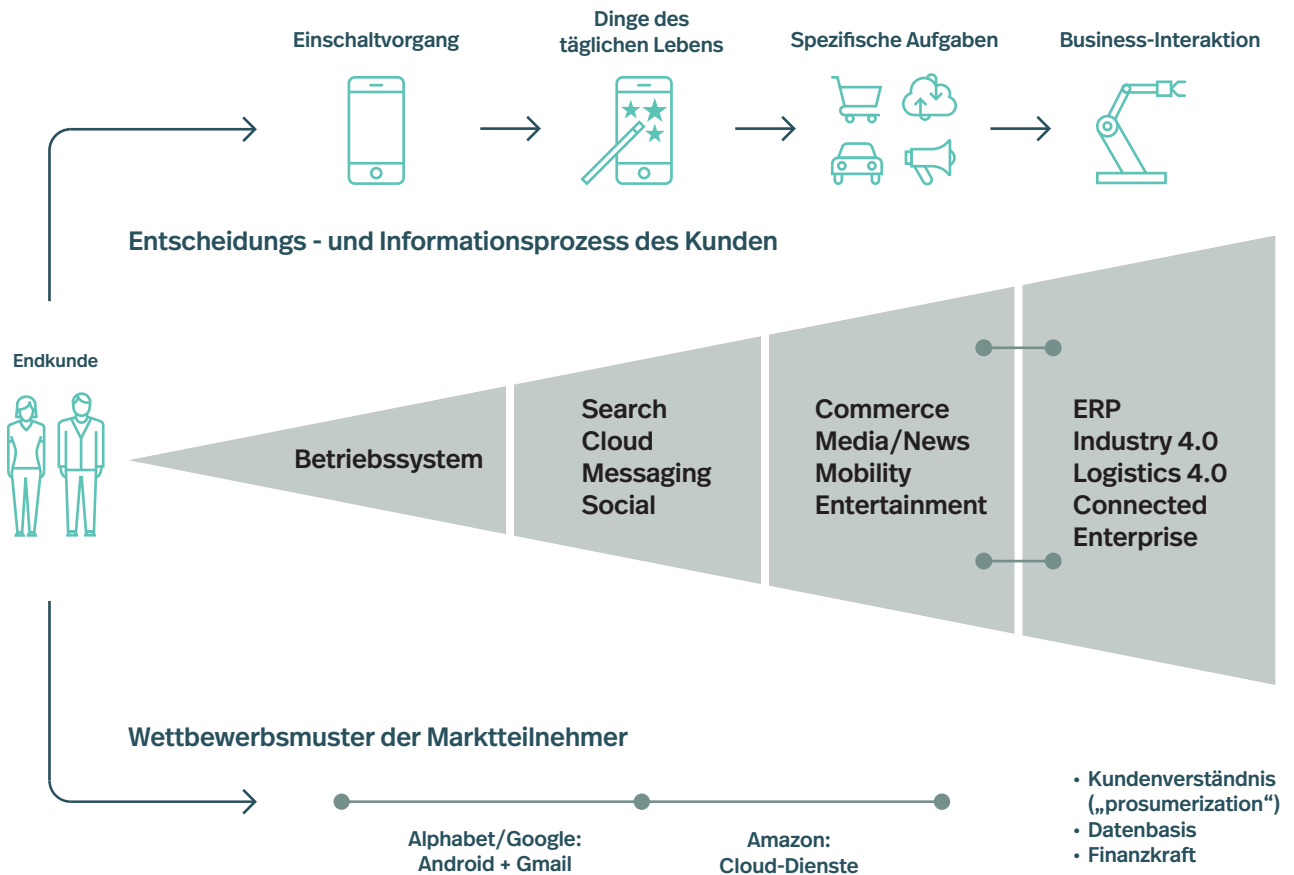 Einschaltvorgang
Dinge des
täglichen Lebens
Spezifische Aufgaben
Business-Interaktion
Entscheidungs - und Informationsprozess des Kunden
Endkunde
Betriebssystem
Search
Cloud
Messaging
Social
Commerce
Media/News
Mobility
Entertainment
ERP
Industry 4.0
Logistics 4.0
Connected
Enterprise
Wettbewerbsmuster der Marktteilnehmer
Alphabet/Google:
Android + Gmail
Amazon:
Cloud-Dienste
• Kundenverständnis
(„prosumerization“)
• Datenbasis
• Finanzkraft